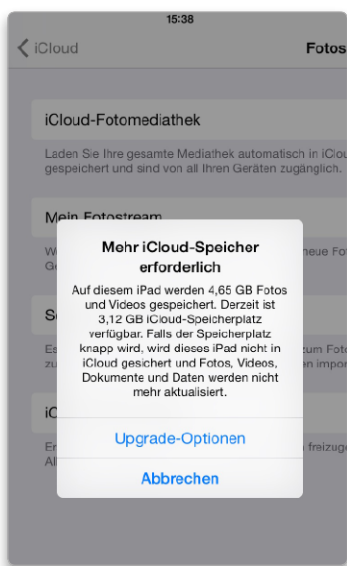 15:38
iCloud
Fotos
iCloud-Fotomediathek
Laden Sie Ihre gesamte Mediathek automatisch in
gespeichert und sind von all Ihren Geräten zugänglich.
Mein Fotostream
Mehr iCloud-Speicher
erforderlich
Auf diesem iPad werden 4,65 GB Fotos
und Videos gespeichert. Derzeit ist
3,12 GB iCloud-Speicherplatz
verfügbar. Falls der Speicherplatz
knapp wird, wird dieses iPad nicht in
iCloud gesichert und Fotos, Videos,
Dokumente und Daten werden nicht
mehr aktualisiert.
Upgrade-Optionen
Abbrechen